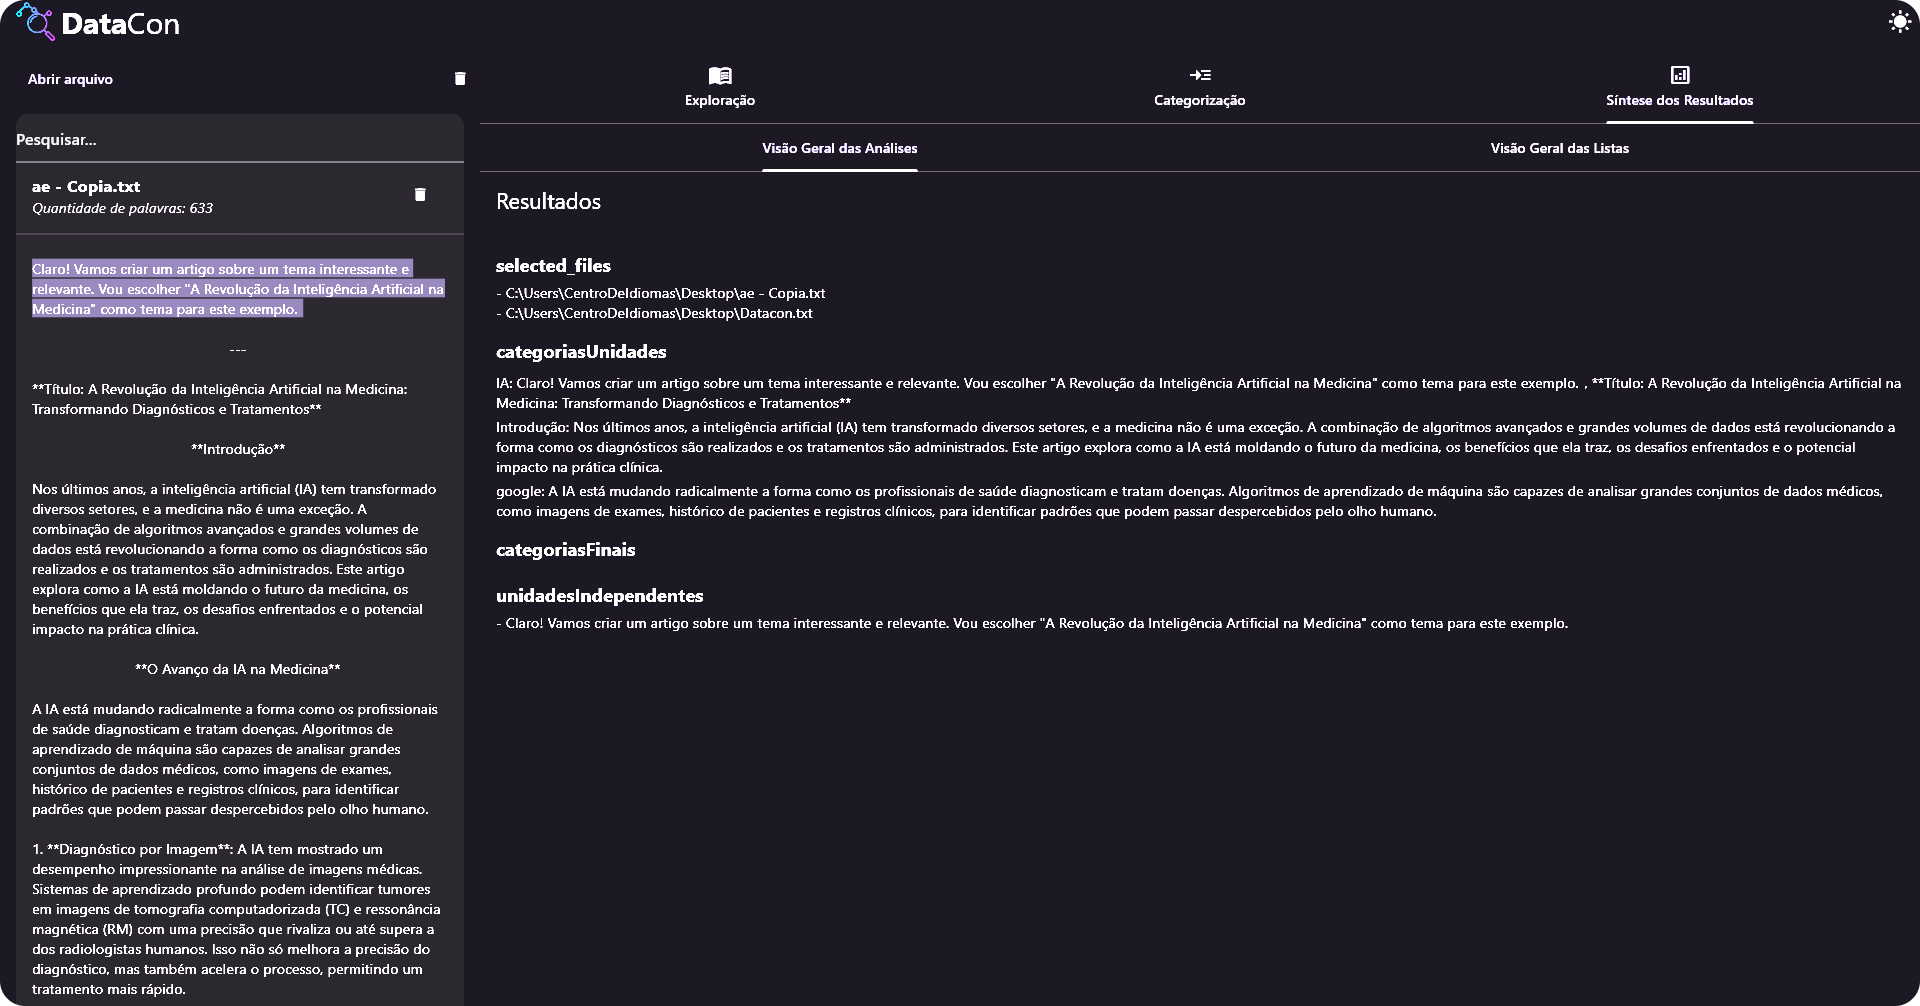 DataCon
Abrir arquivo
Exploração
Categorização
Síntese dos Resultados
Pesquisar...
ae - Copia.txt
Quantidade de palavras: 633
Claro! Vamos criar um artigo sobre um tema interessante e
relevante. Vou escolher "A Revolução da Inteligência Artificial na
Medicina" como tema para este exemplo.
---
**Título: A Revolução da Inteligência Artificial na Medicina:
Transformando Diagnósticos e Tratamentos**
**Introdução**
Nos últimos anos, a inteligência artificial (IA) tem transformado
diversos setores, e a medicina não é uma exceção. A
combinação de algoritmos avançados e grandes volumes de
dados está revolucionando a forma como os diagnósticos são
realizados e os tratamentos são administrados. Este artigo
explora como a IA está moldando o futuro da medicina, os
benefícios que ela traz, os desafios enfrentados e o potencial
impacto na prática clínica.
**O Avanço da IA na Medicina**
A IA está mudando radicalmente a forma como os profissionais
de saúde diagnosticam e tratam doenças. Algoritmos de
aprendizado de máquina são capazes de analisar grandes
conjuntos de dados médicos, como imagens de exames,
histórico de pacientes e registros clínicos, para identificar
padrões que podem passar despercebidos pelo olho humano.
1. **Diagnóstico por Imagem**: A IA tem mostrado um
desempenho impressionante na análise de imagens médicas.
Sistemas de aprendizado profundo podem identificar tumores
em imagens de tomografia computadorizada (TC) e ressonância
magnética (RM) com uma precisão que rivaliza ou até supera a
dos radiologistas humanos. Isso não só melhora a precisão do
diagnóstico, mas também acelera o processo, permitindo um
tratamento mais rápido.
Visão Geral das Análises
Visão Geral das Listas
Resultados
selected_files
- C:\Users\CentroDeIdiomas\Desktop\ae - Copia.txt
- C:\Users\CentroDeIdiomas\Desktop\Datacon.txt
categoriasUnidades
IA: Claro! Vamos criar um artigo sobre um tema interessante e relevante. Vou escolher "A Revolução da Inteligência Artificial na Medicina" como tema para este exemplo. , **Título: A Revolução da Inteligência Artificial na
Medicina: Transformando Diagnósticos e Tratamentos**
Introdução: Nos últimos anos, a inteligência artificial (IA) tem transformado diversos setores, e a medicina não é uma exceção. A combinação de algoritmos avançados e grandes volumes de dados está revolucionando a
forma como os diagnósticos são realizados e os tratamentos são administrados. Este artigo explora como a IA está moldando o futuro da medicina, os benefícios que ela traz, os desafios enfrentados e o potencial
impacto na prática clínica.
google: A IA está mudando radicalmente a forma como os profissionais de saúde diagnosticam e tratam doenças. Algoritmos de aprendizado de máquina são capazes de analisar grandes conjuntos de dados médicos,
como imagens de exames, histórico de pacientes e registros clínicos, para identificar padrões que podem passar despercebidos pelo olho humano.
categoriasFinais
unidadesIndependentes
- Claro! Vamos criar um artigo sobre um tema interessante e relevante. Vou escolher "A Revolução da Inteligência Artificial na Medicina" como tema para este exemplo.